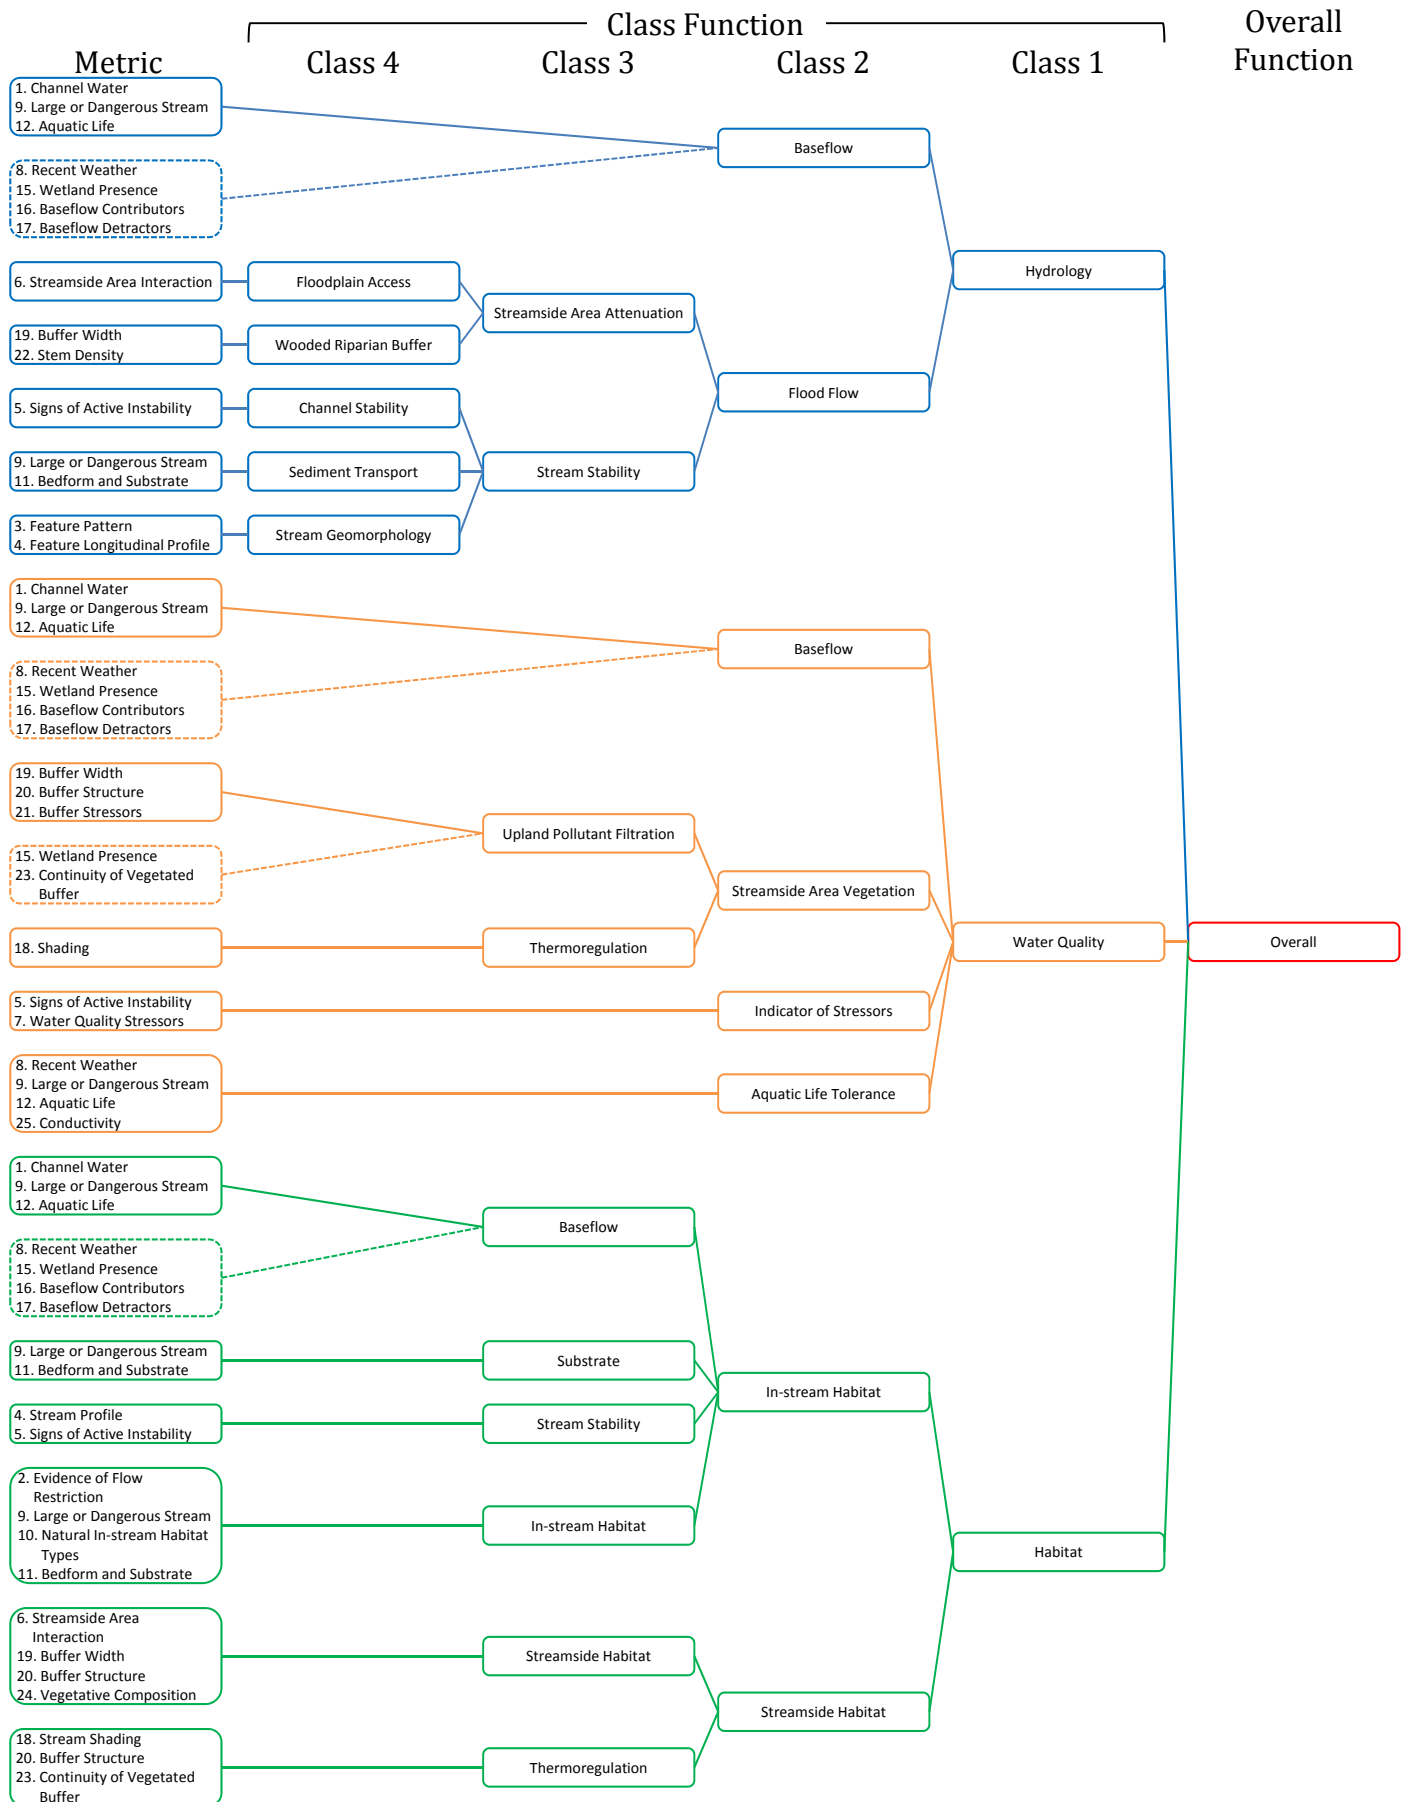 Class Function
Overall
Function
Metric
Class 4
Class 3
Class 2
Class 1
1. Channel Water
9. Large or Dangerous Stream
12. Aquatic Life
Baseflow
8. Recent Weather
15. Wetland Presence
16. Baseflow Contributors
17. Baseflow Detractors
Hydrology
6. Streamside Area Interaction
Floodplain Access
Streamside Area Attenuation
19. Buffer Width
22. Stem Density
Wooded Riparian Buffer
Flood Flow
5. Signs of Active Instability
Channel Stability
9. Large or Dangerous Stream
11. Bedform and Substrate
Sediment Transport
Stream Stability
3. Feature Pattern
4. Feature Longitudinal Profile
Stream Geomorphology
1. Channel Water
9. Large or Dangerous Stream
12. Aquatic Life
Baseflow
8. Recent Weather
15. Wetland Presence
16. Baseflow Contributors
17. Baseflow Detractors
19. Buffer Width
20. Buffer Structure
21. Buffer Stressors
Upland Pollutant Filtration
15. Wetland Presence
23. Continuity of Vegetated
Buffer
Streamside Area Vegetation
18. Shading
Thermoregulation
Water Quality
Overall
5. Signs of Active Instability
7. Water Quality Stressors
Indicator of Stressors
8. Recent Weather
9. Large or Dangerous Stream
12. Aquatic Life
25. Conductivity
Aquatic Life Tolerance
1. Channel Water
9. Large or Dangerous Stream
12. Aquatic Life
Baseflow
8. Recent Weather
15. Wetland Presence
16. Baseflow Contributors
17. Baseflow Detractors
9. Large or Dangerous Stream
11. Bedform and Substrate
Substrate
In-stream Habitat
4. Stream Profile
5. Signs of Active Instability
Stream Stability
2. Evidence of Flow
Restriction
9. Large or Dangerous Stream
10. Natural In-stream Habitat
Types
11. Bedform and Substrate
In-stream Habitat
Habitat
6. Streamside Area
Interaction
19. Buffer Width
20. Buffer Structure
24. Vegetative Composition
Streamside Habitat
Streamside Habitat
18. Stream Shading
20. Buffer Structure
23. Continuity of Vegetated
Buffer
Thermoregulation